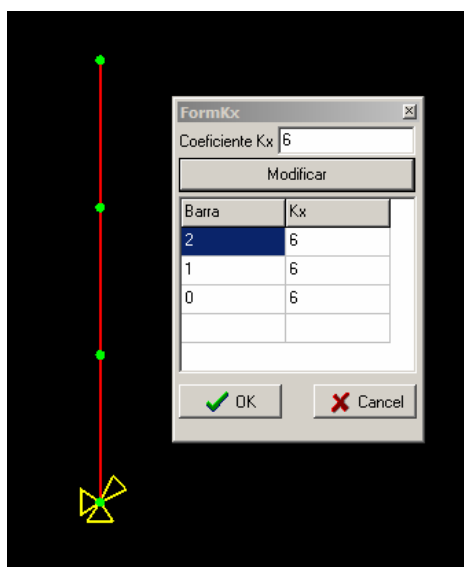 FormKx
Coeficiente Kx 6
Modificar
Barra Kx
2 6
1 6
0 6
OK Cancel